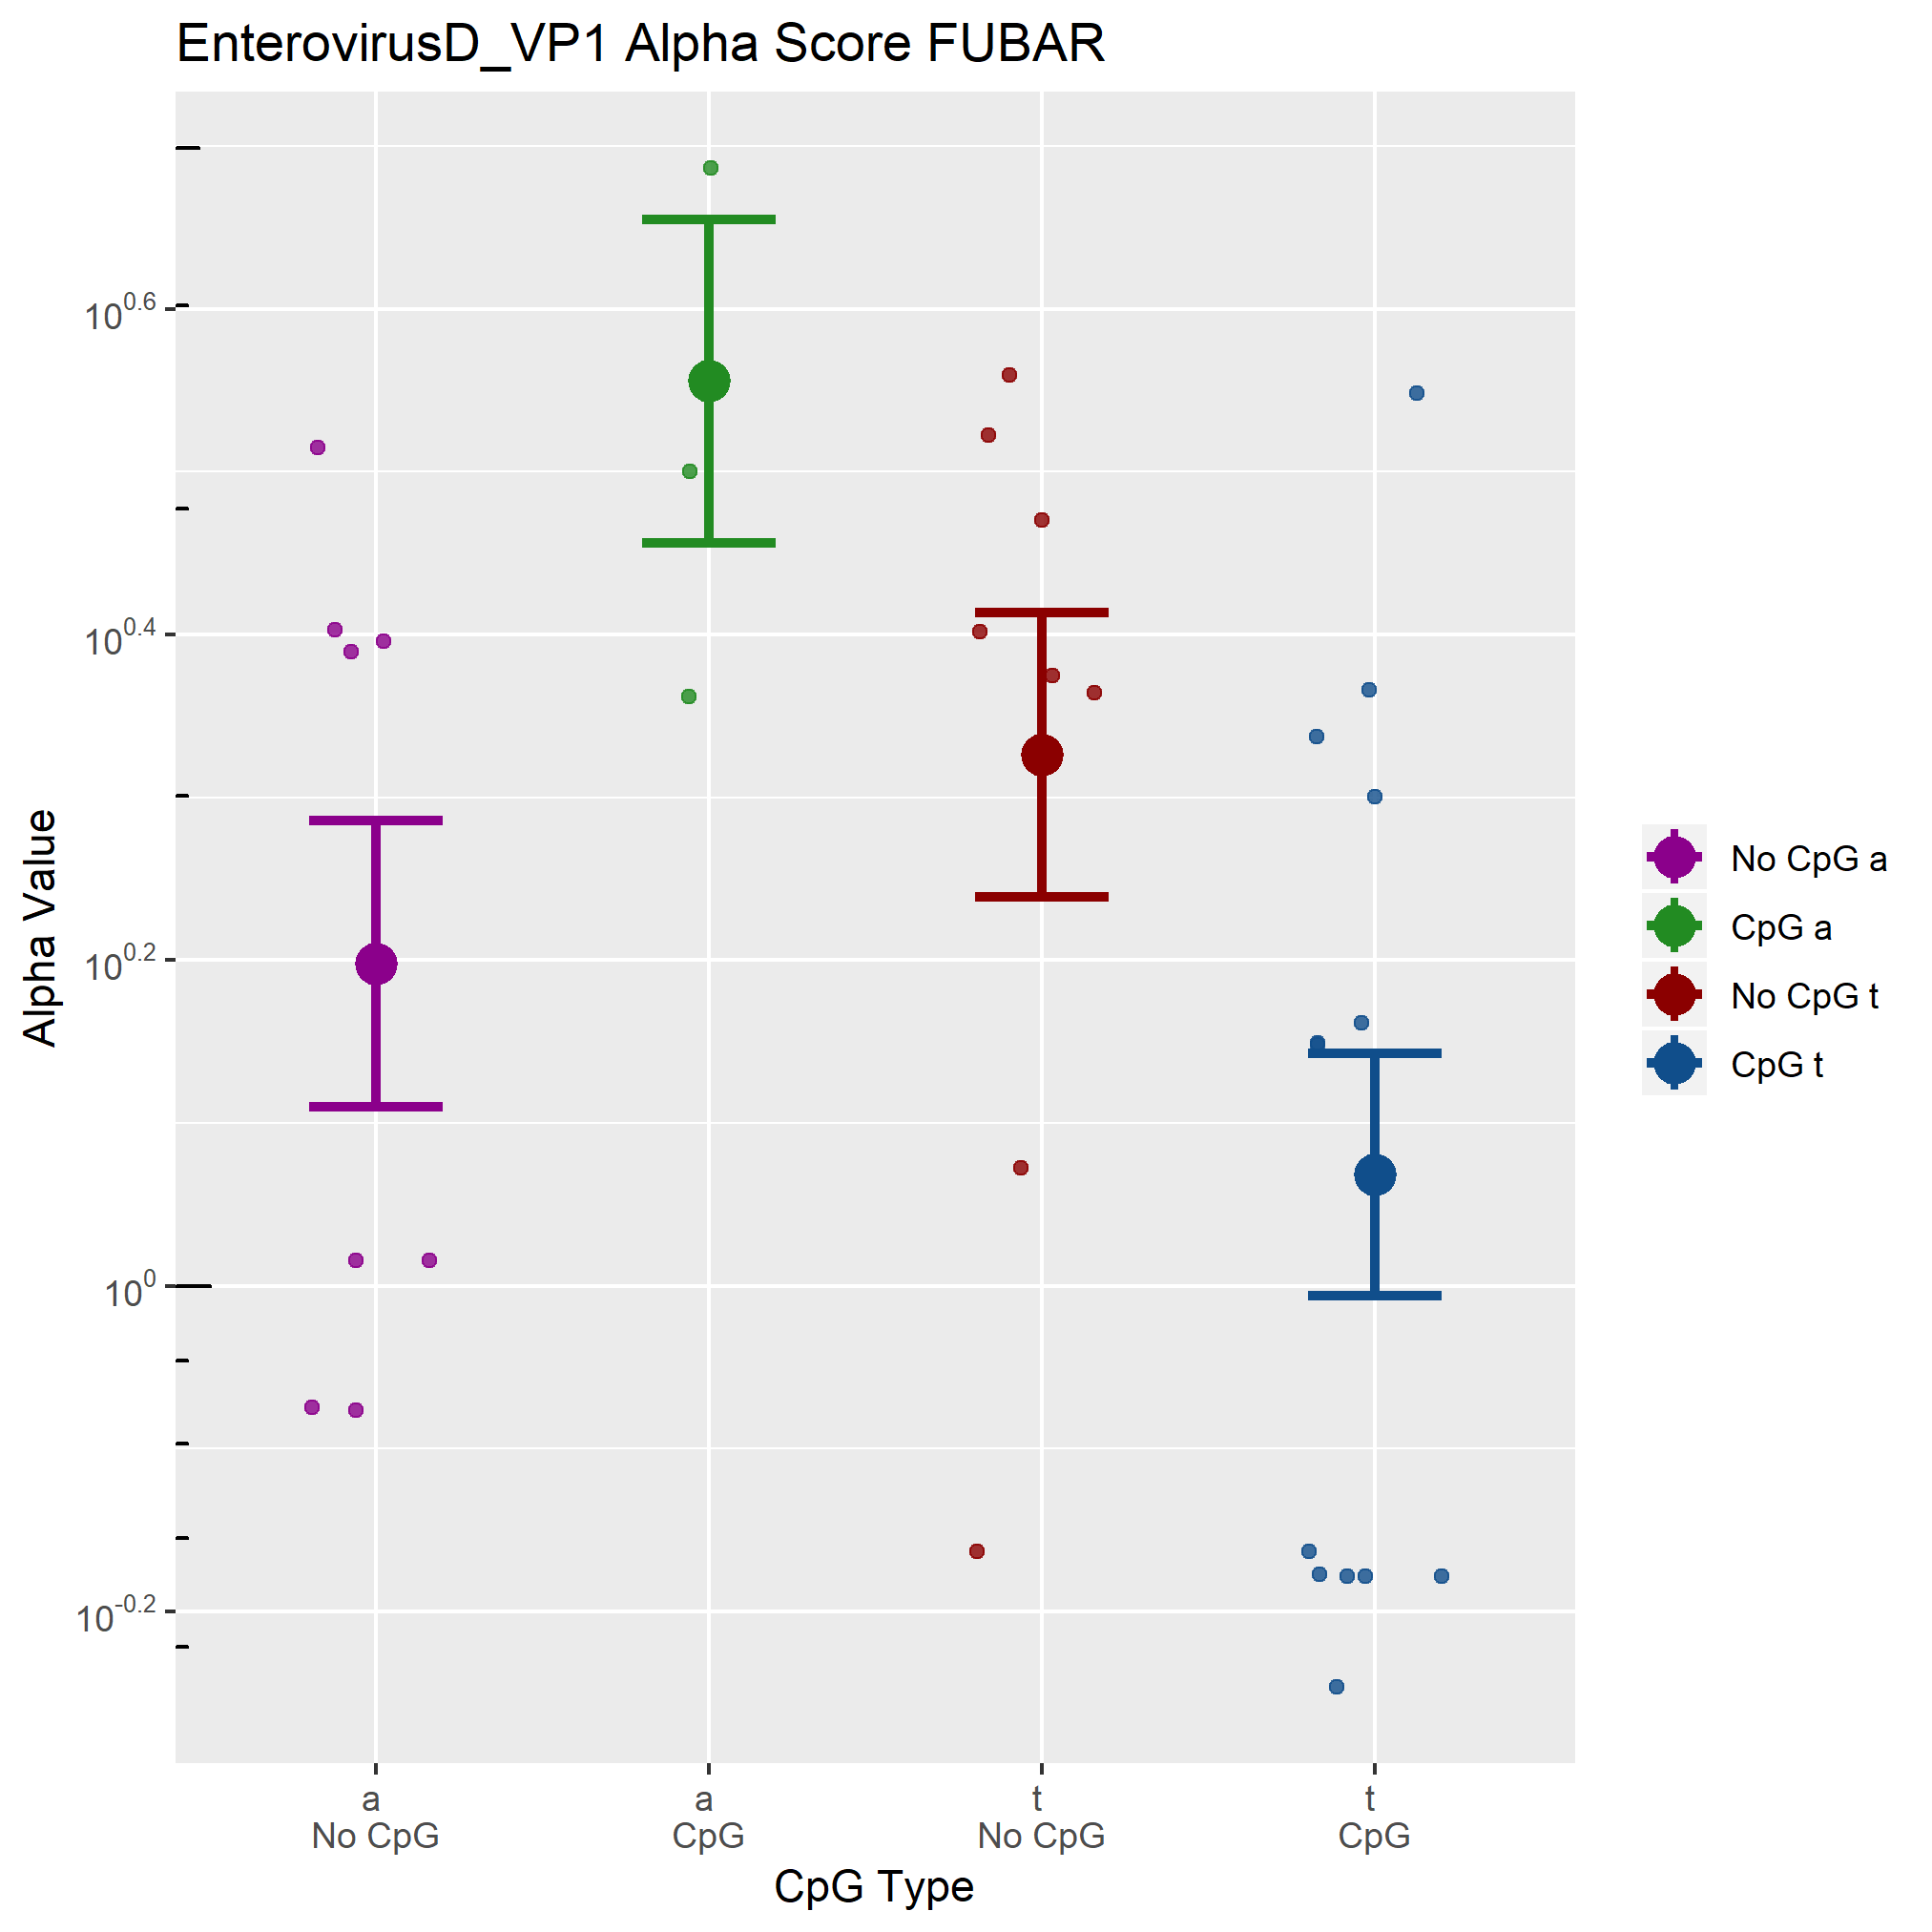 EnterovirusD_VP1 Alpha Score FUBAR
Alpha Value
10^0.6
10^0.4
10^0.2
10^0
10^-0.2
a
No CpG
a
CpG
t
No CpG
t
CpG
CpG Type
No CpG a
CpG a
No CpG t
CpG t